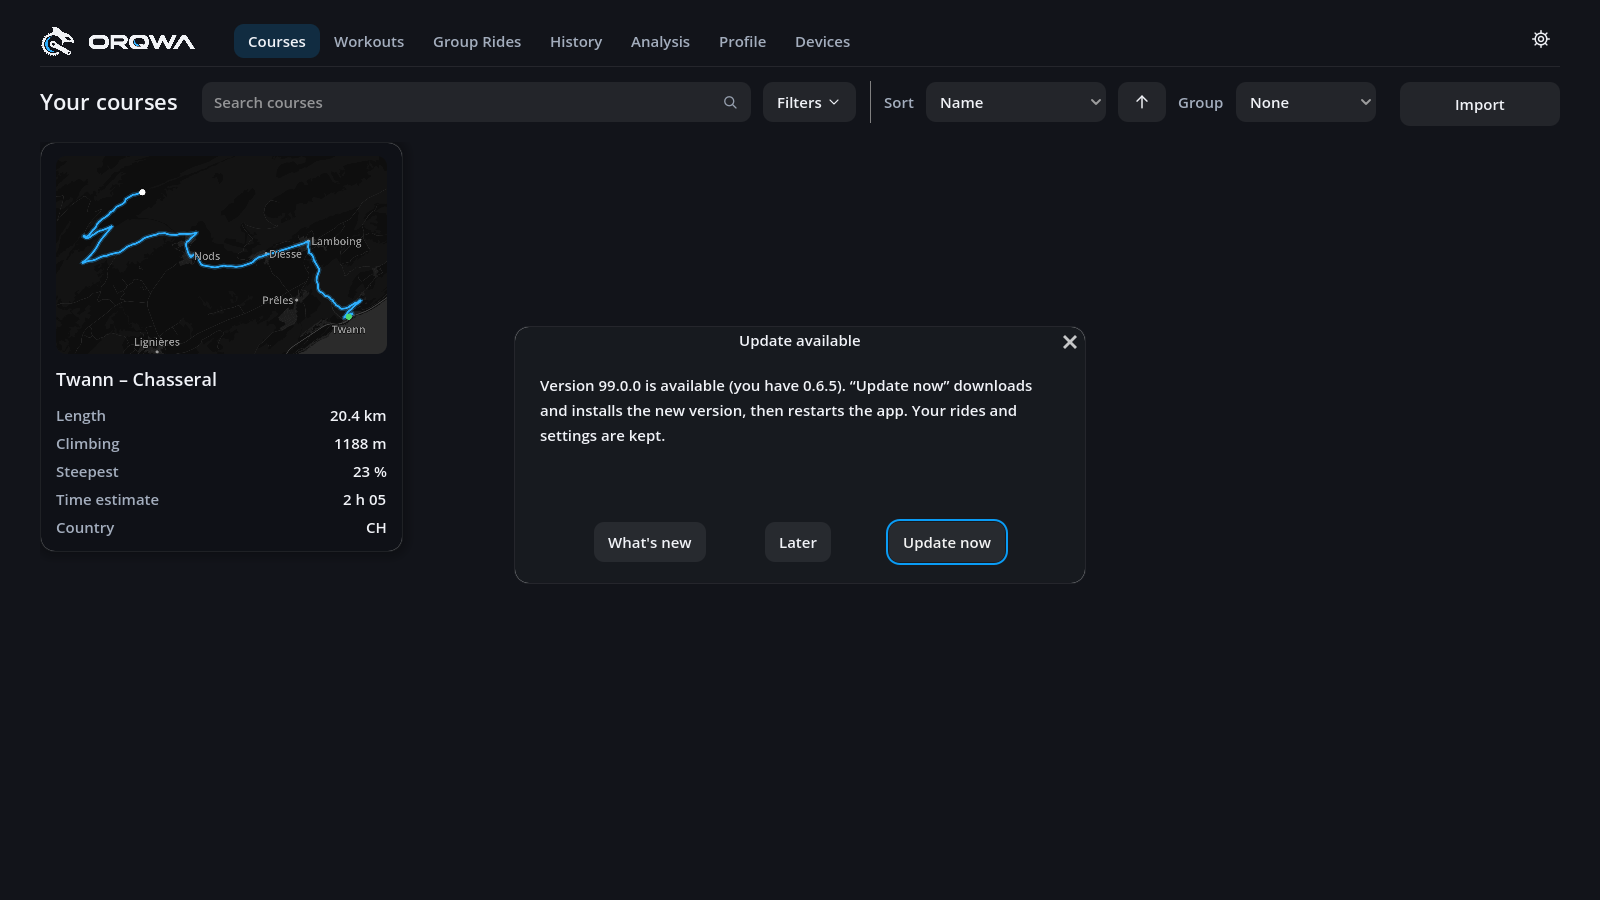 ORQWA
Courses
Workouts
Group Rides
History
Analysis
Profile
Devices
Your courses
Search courses
Filters
Sort
Name
Group
None
Import
Lamboing
Nods
Diesse
Prêles
Twann
Lignières
Twann – Chasseral
Length 20.4 km
Climbing 1188 m
Steepest 23 %
Time estimate 2 h 05
Country CH
Update available
Version 99.0.0 is available (you have 0.6.5). “Update now” downloads
and installs the new version, then restarts the app. Your rides and
settings are kept.
What's new
Later
Update now